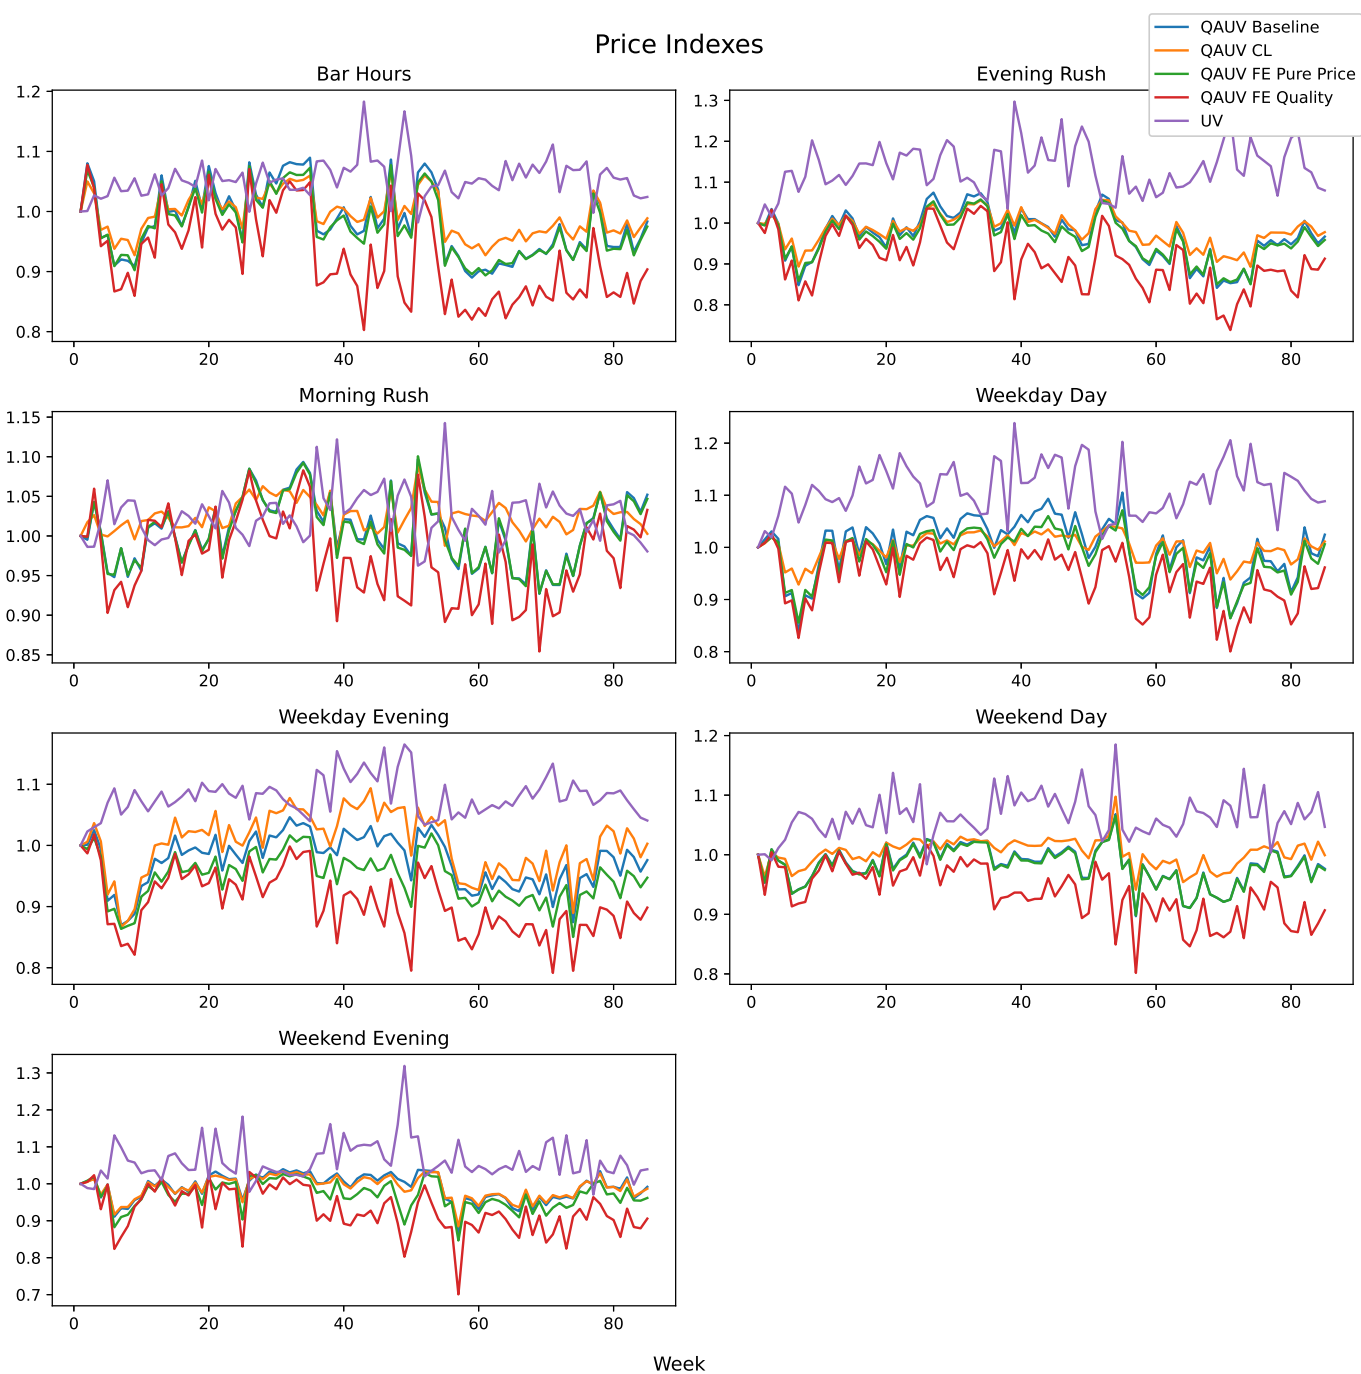 Price Indexes
QAUV Baseline
QAUV CL
QAUV FE Pure Price
QAUV FE Quality
UV
Bar Hours
1.2
1.1
1.0
0.9
0.8
0 20 40 60 80
Evening Rush
1.3
1.2
1.1
1.0
0.9
0.8
0 20 40 60 80
Morning Rush
1.15
1.10
1.05
1.00
0.95
0.90
0.85
0 20 40 60 80
Weekday Day
1.2
1.1
1.0
0.9
0.8
0 20 40 60 80
Weekday Evening
1.1
1.0
0.9
0.8
0 20 40 60 80
Weekend Day
1.2
1.1
1.0
0.9
0.8
0 20 40 60 80
Weekend Evening
1.3
1.2
1.1
1.0
0.9
0.8
0.7
0 20 40 60 80
Week